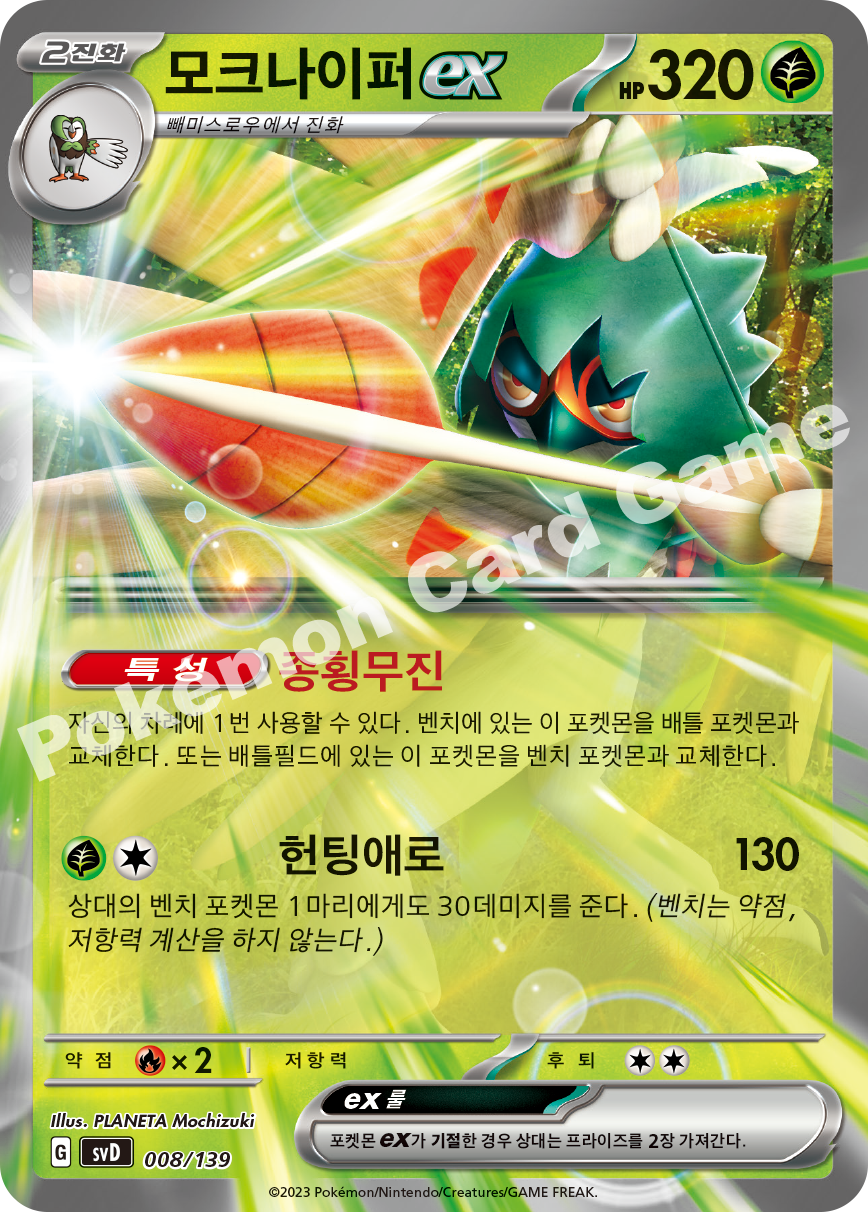 2진화
모크나이퍼 ex
HP 320
빼미스로우에서 진화
Pokémon Card Game
특성 종횡무진
자신의 차례에 1번 사용할 수 있다. 벤치에 있는 이 포켓몬을 배틀 포켓몬과
교체한다. 또는 배틀필드에 있는 이 포켓몬을 벤치 포켓몬과 교체한다.
헌팅애로 130
상대의 벤치 포켓몬 1마리에게도 30데미지를 준다. (벤치는 약점,
저항력 계산을 하지 않는다.)
약점 ×2 저항력 후퇴
ex 룰
포켓몬 ex가 기절한 경우 상대는 프라이즈를 2장 가져간다.
Illus. PLANETA Mochizuki
G svD 008/139
©2023 Pokémon/Nintendo/Creatures/GAME FREAK.